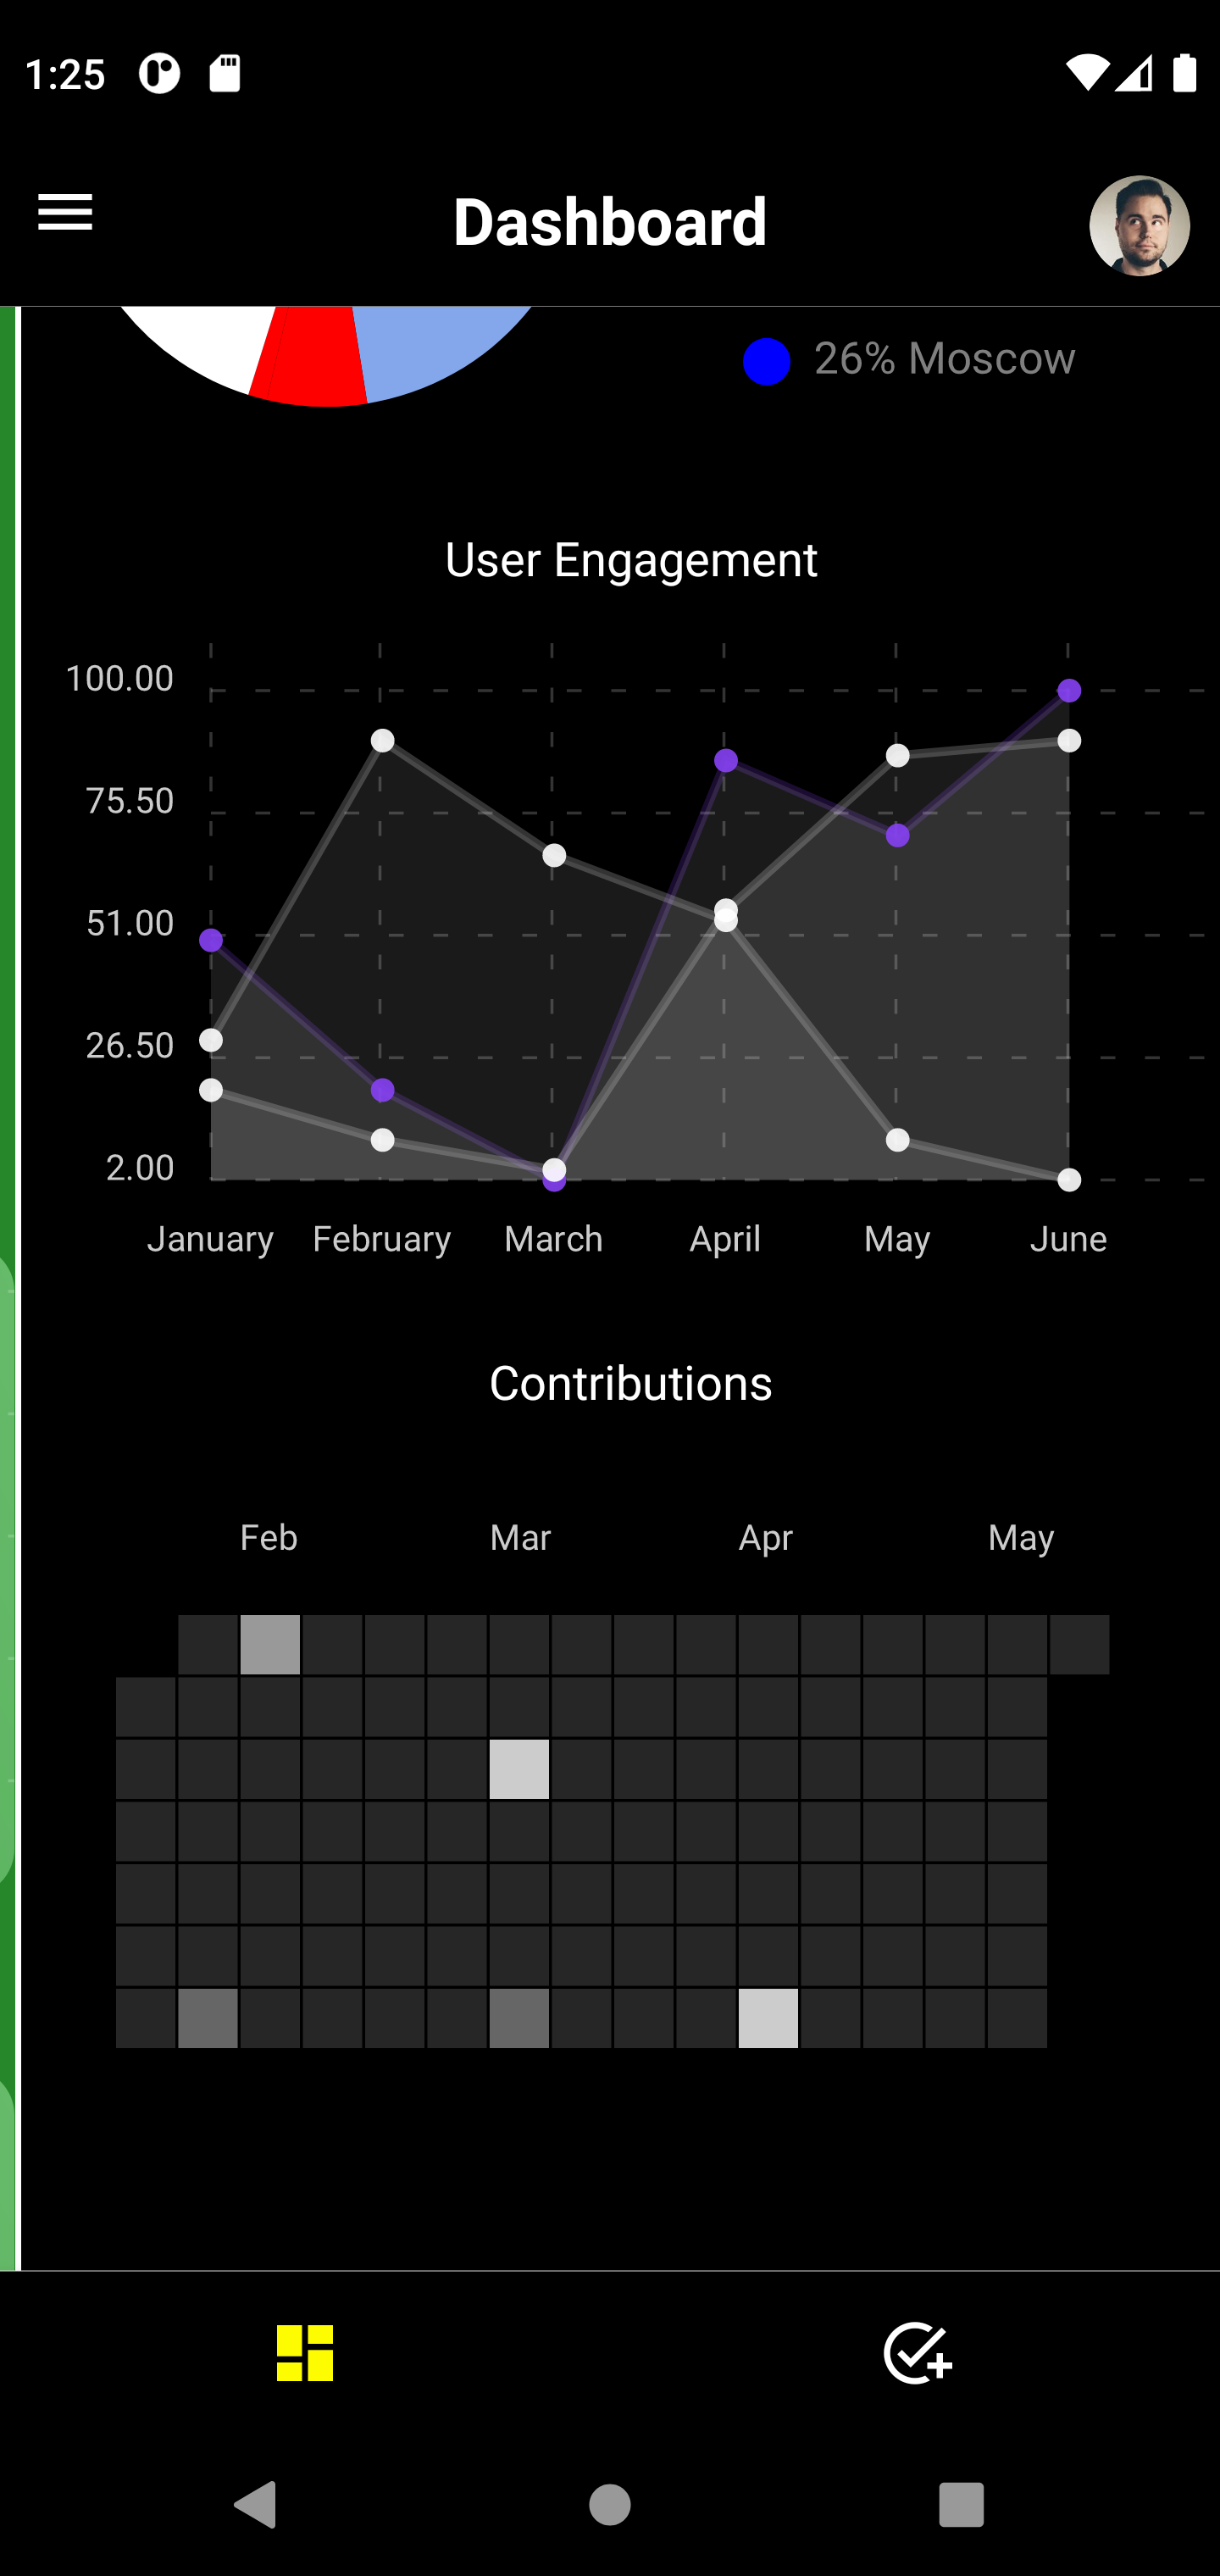 1:25
Dashboard
26% Moscow
User Engagement
100.00
75.50
51.00
26.50
2.00
January February March April May June
Contributions
Feb Mar Apr May